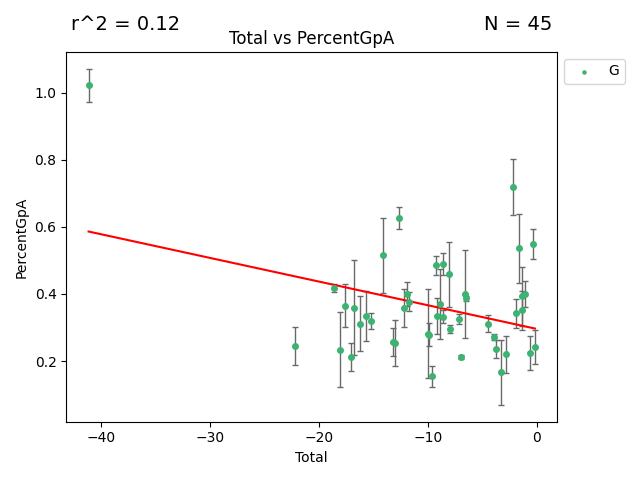 r^2 = 0.12
N = 45
Total vs PercentGpA
G
PercentGpA
1.0
0.8
0.6
0.4
0.2
−40
−30
−20
−10
0
Total